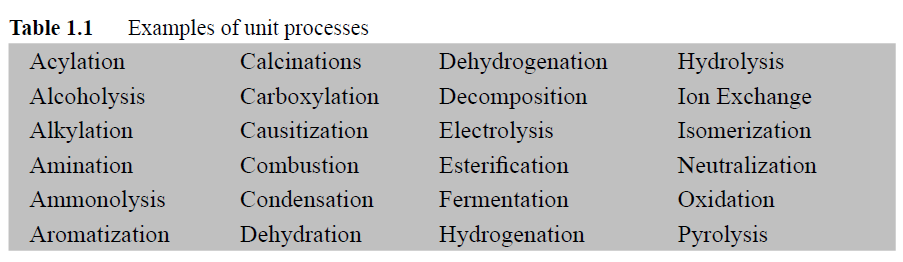 Table 1.1 Examples of unit processes
Acylation Calcinations Dehydrogenation Hydrolysis
Alcoholysis Carboxylation Decomposition Ion Exchange
Alkylation Causitization Electrolysis Isomerization
Amination Combustion Esterification Neutralization
Ammonolysis Condensation Fermentation Oxidation
Aromatization Dehydration Hydrogenation Pyrolysis